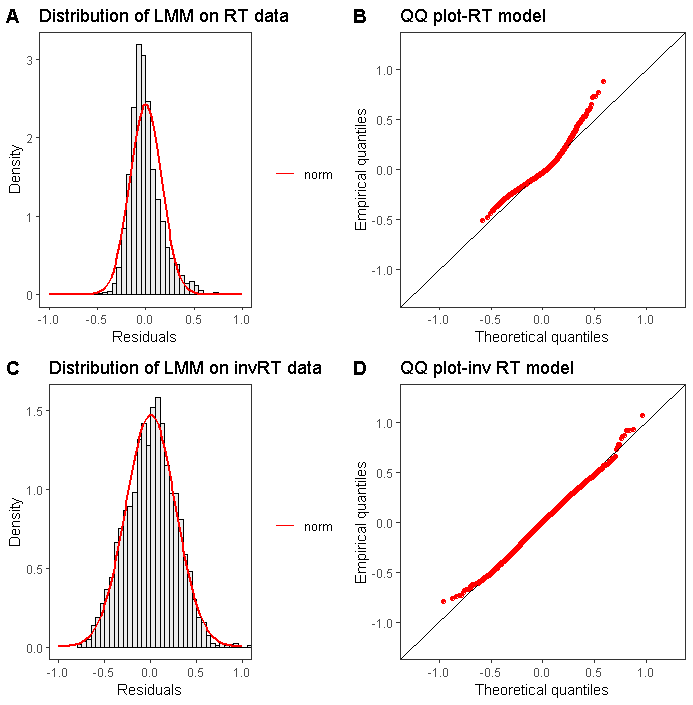 A Distribution of LMM on RT data
3
2
1
0
Density
-1.0 -0.5 0.0 0.5 1.0
Residuals
norm
B QQ plot-RT model
1.0
0.5
0.0
-0.5
-1.0
Empirical quantiles
-1.0 -0.5 0.0 0.5 1.0
Theoretical quantiles
C Distribution of LMM on invRT data
1.5
1.0
0.5
0.0
Density
-1.0 -0.5 0.0 0.5 1.0
Residuals
norm
D QQ plot-inv RT model
1.0
0.5
0.0
-0.5
-1.0
Empirical quantiles
-1.0 -0.5 0.0 0.5 1.0
Theoretical quantiles